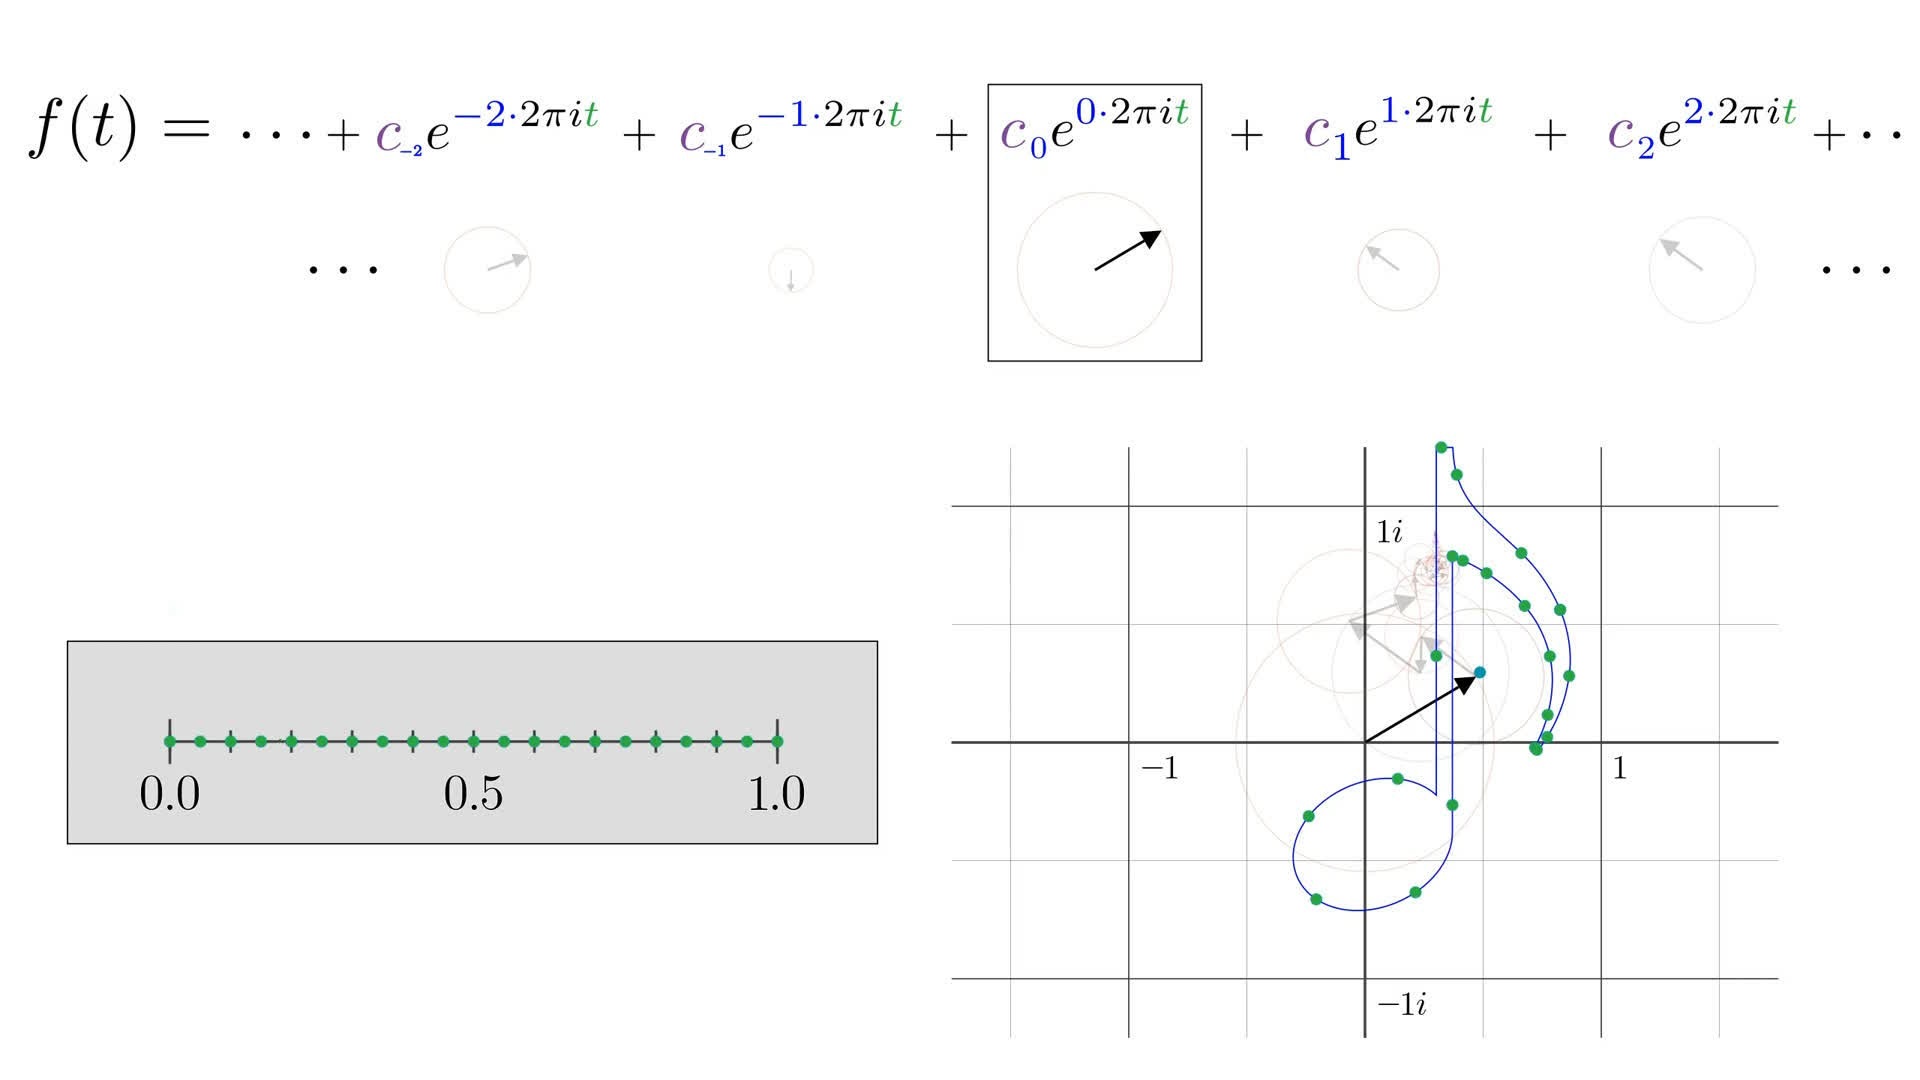 f(t) = ··· + c₋₂e^{−2·2πit} + c₋₁e^{−1·2πit} + c₀e^{0·2πit} + c₁e^{1·2πit} + c₂e^{2·2πit} + ··
··· ···
1i
−1 1
0.0 0.5 1.0
−1i